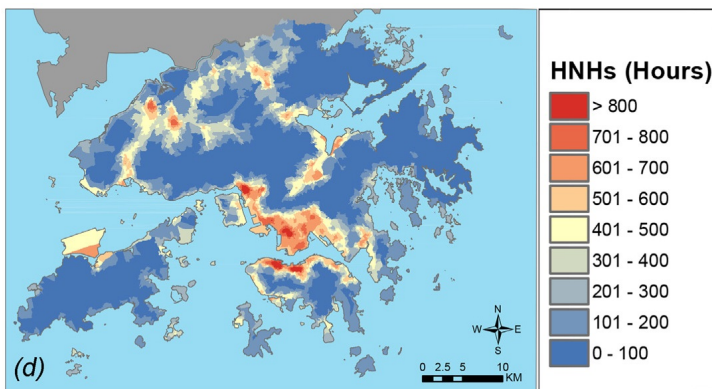 HNHs (Hours)
> 800
701 - 800
601 - 700
501 - 600
401 - 500
301 - 400
201 - 300
101 - 200
0 - 100
N
W E
S
0 2.5 5 10
KM
(d)